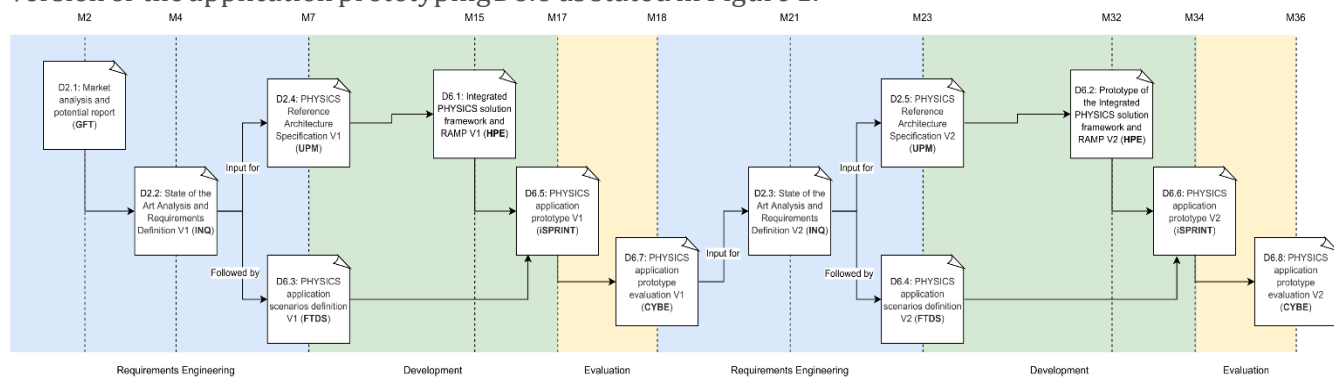 version of the application prototyping D6.6 as stated in Figure 1.
M2 M4 M7 M15 M17 M18 M21 M23 M32 M34 M36
D2.1: Market
analysis and
potential report
(GFT)
D2.2: State of the
Art Analysis and
Requirements
Definition V1 (INQ)
Input for
Followed by
D2.4: PHYSICS
Reference
Architecture
Specification V1
(UPM)
D6.3: PHYSICS
application
scenarios definition
V1 (FTDS)
D6.1: Integrated
PHYSICS solution
framework and
RAMP V1 (HPE)
D6.5: PHYSICS
application
prototype V1
(iSPRINT)
D6.7: PHYSICS
application
prototype
evaluation V1
(CYBE)
Input for
D2.3: State of the
Art Analysis and
Requirements
Definition V2 (INQ)
Input for
Followed by
D2.5: PHYSICS
Reference
Architecture
Specification V2
(UPM)
D6.4: PHYSICS
application
scenarios definition
V2 (FTDS)
D6.2: Prototype of
the Integrated
PHYSICS solution
framework and
RAMP V2 (HPE)
D6.6: PHYSICS
application
prototype V2
(iSPRINT)
D6.8: PHYSICS
application
prototype
evaluation V2
(CYBE)
Requirements Engineering Development Evaluation Requirements Engineering Development Evaluation